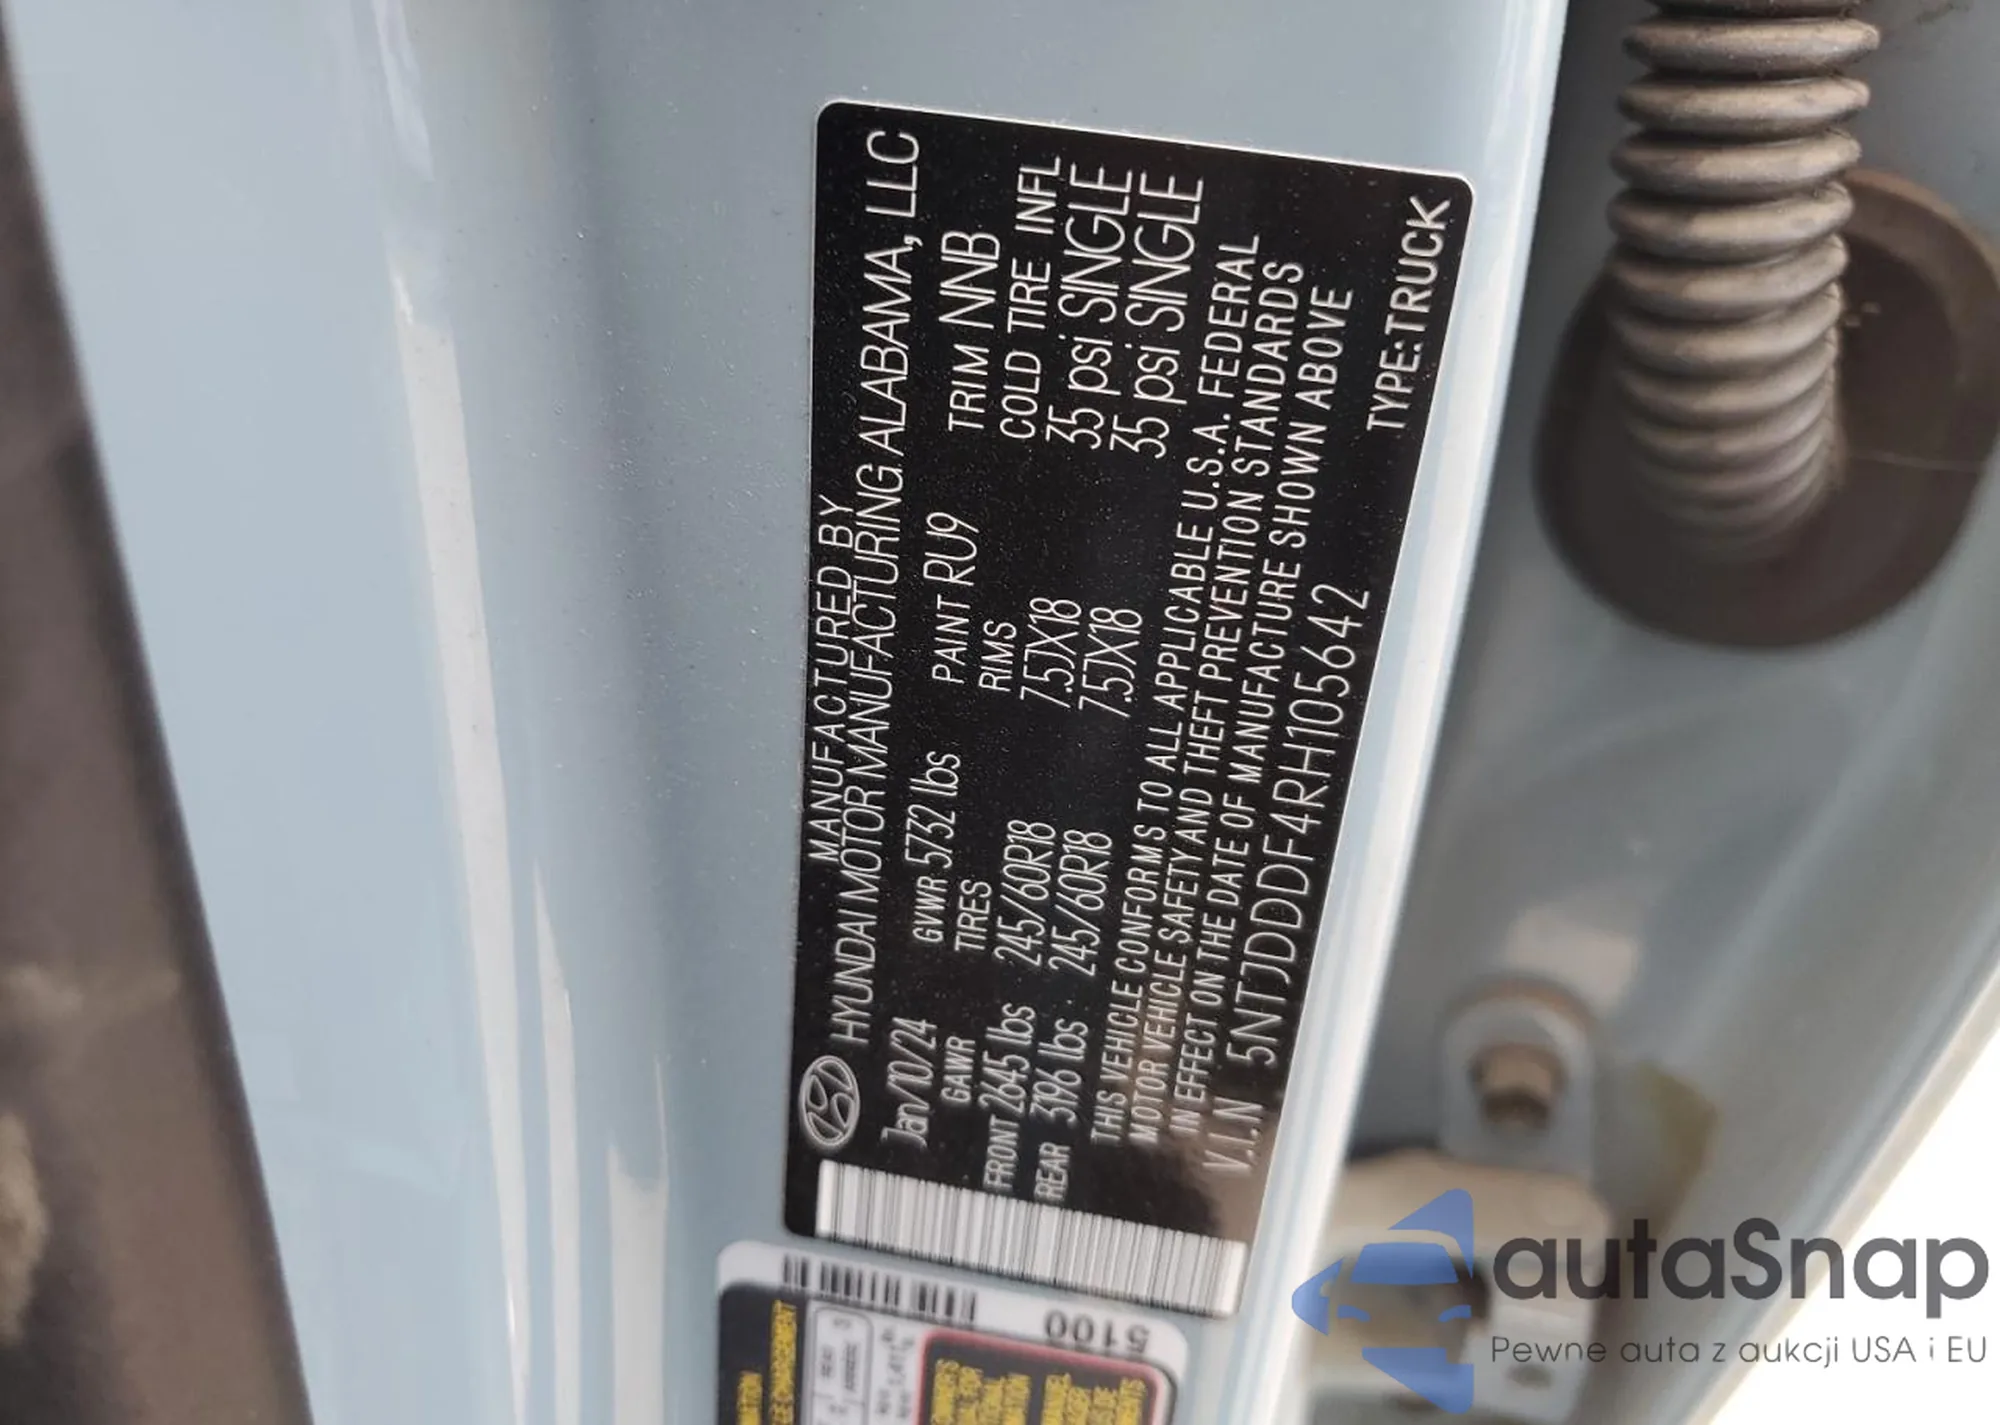 MANUFACTURED BY
HYUNDAI MOTOR MANUFACTURING ALABAMA, LLC
Jan/10/24 GVWR 5732 lbs PAINT RU9 TRIM NNB
GAWR TIRES RIMS COLD TIRE INFL
FRONT 2645 lbs 245/60R18 7.5JX18 35 psi SINGLE
REAR 3196 lbs 245/60R18 7.5JX18 35 psi SINGLE
THIS VEHICLE CONFORMS TO ALL APPLICABLE U.S.A. FEDERAL
MOTOR VEHICLE SAFETY AND THEFT PREVENTION STANDARDS
IN EFFECT ON THE DATE OF MANUFACTURE SHOWN ABOVE
V.I.N 5NTJDDDF4RH105642 TYPE:TRUCK
5100
autaSnap
Pewne auta z aukcji USA i EU